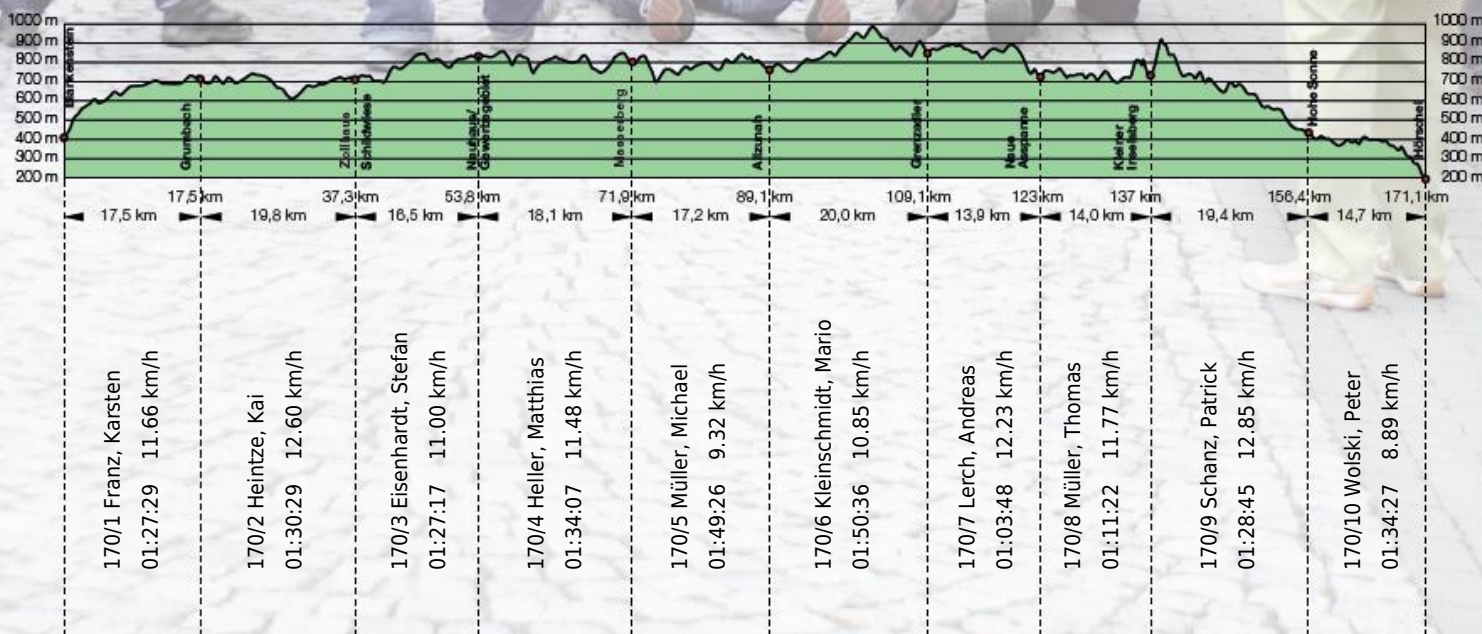 1000 m 1000 m
900 m 900 m
800 m 800 m
700 m 700 m
600 m 600 m
500 m 500 m
400 m 400 m
300 m 300 m
200 m 200 m
Blankenstein
Grumbach
Zollhaus
Schildwiese
Neuhaus/
Masserberg
Allzunah
Grenzadler
Neue
Ausspanne
Kleiner
Inselsberg
Hohe Sonne
Hörschel
17,5 km 37,3 km 53,8 km 71,9 km 89,1 km 109,1 km 123 km 137 km 156,4 km 171,1 km
17,5 km 19,8 km 16,5 km 18,1 km 17,2 km 20,0 km 13,9 km 14,0 km 19,4 km 14,7 km
170/1 Franz, Karsten
01:27:29 11.66 km/h
170/2 Heintze, Kai
01:30:29 12.60 km/h
170/3 Eisenhardt, Stefan
01:27:17 11.00 km/h
170/4 Heller, Matthias
01:34:07 11.48 km/h
170/5 Müller, Michael
01:49:26 9.32 km/h
170/6 Kleinschmidt, Mario
01:50:36 10.85 km/h
170/7 Lerch, Andreas
01:03:48 12.23 km/h
170/8 Müller, Thomas
01:11:22 11.77 km/h
170/9 Schanz, Patrick
01:28:45 12.85 km/h
170/10 Wolski, Peter
01:34:27 8.89 km/h